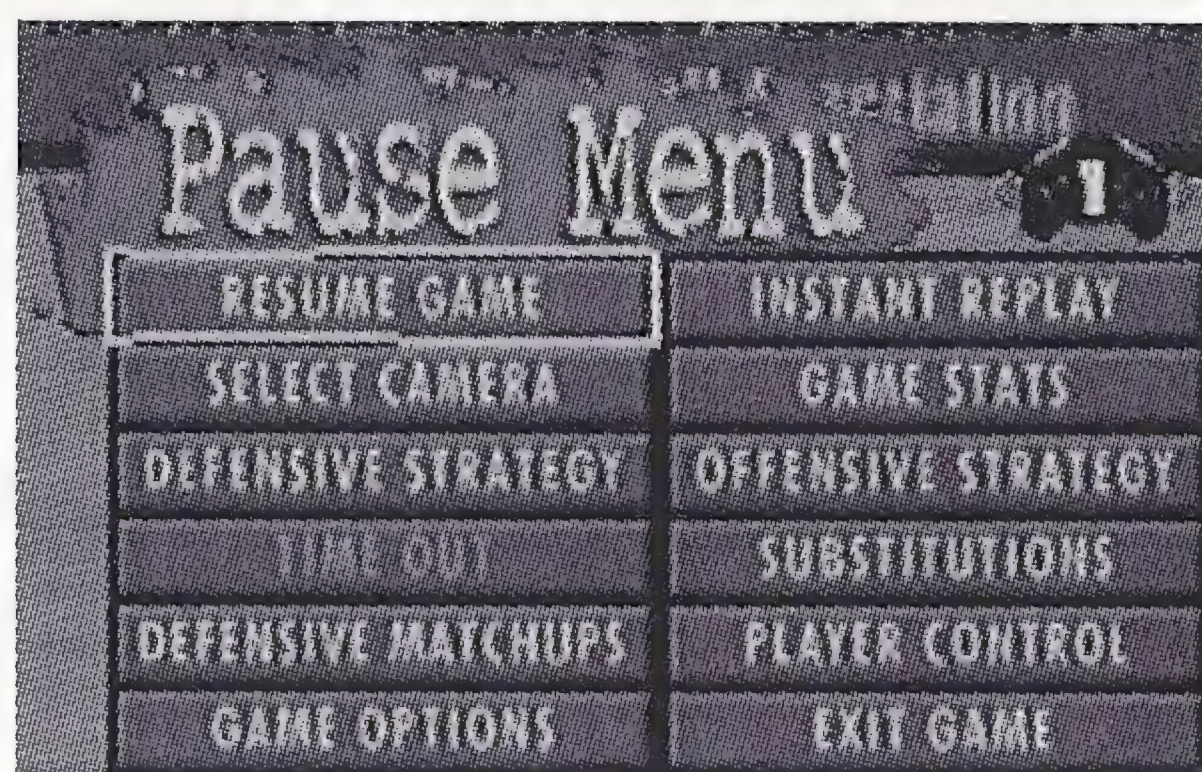 Pause Menu
1
RESUME GAME
INSTANT REPLAY
SELECT CAMERA
GAME STATS
DEFENSIVE STRATEGY
OFFENSIVE STRATEGY
TIME OUT
SUBSTITUTIONS
DEFENSIVE MATCHUPS
PLAYER CONTROL
GAME OPTIONS
EXIT GAME